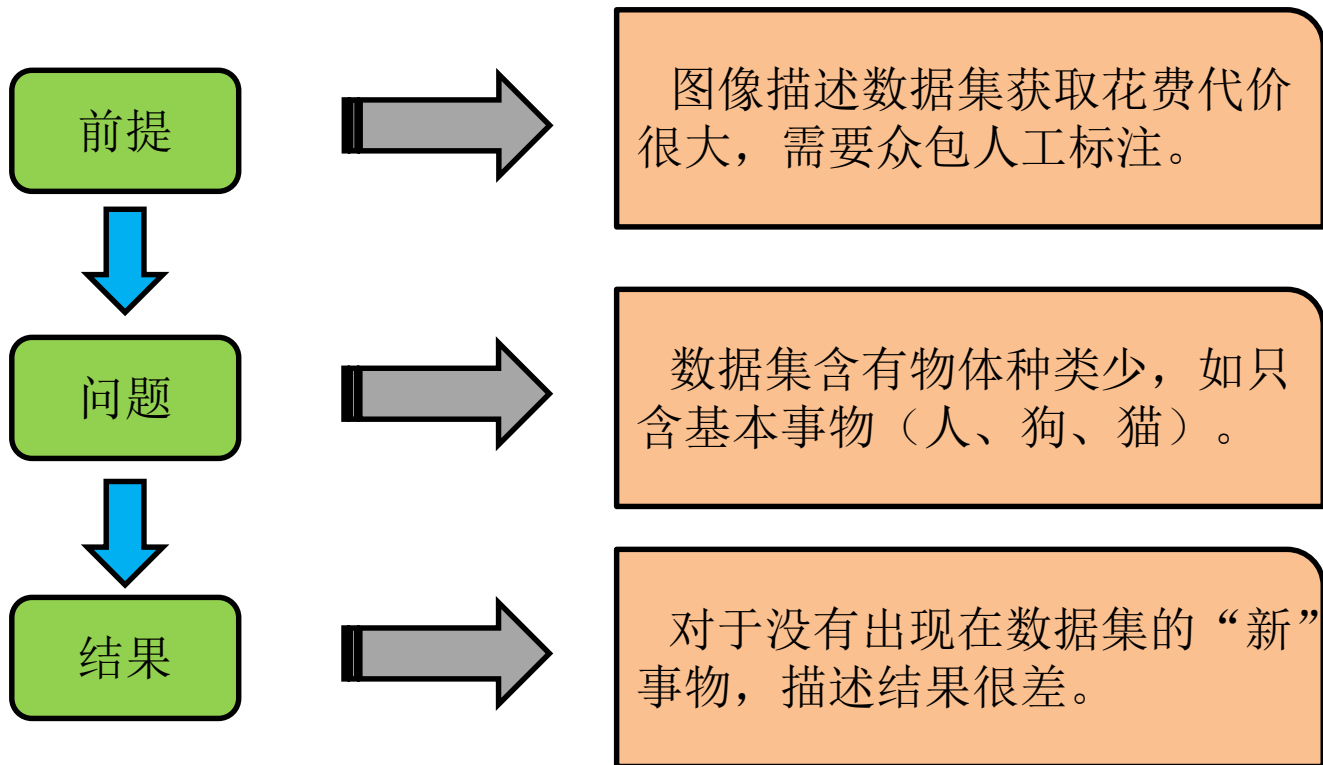 前提
图像描述数据集获取花费代价
很大，需要众包人工标注。
问题
数据集含有物体种类少，如只
含基本事物（人、狗、猫）。
结果
对于没有出现在数据集的“新”
事物，描述结果很差。